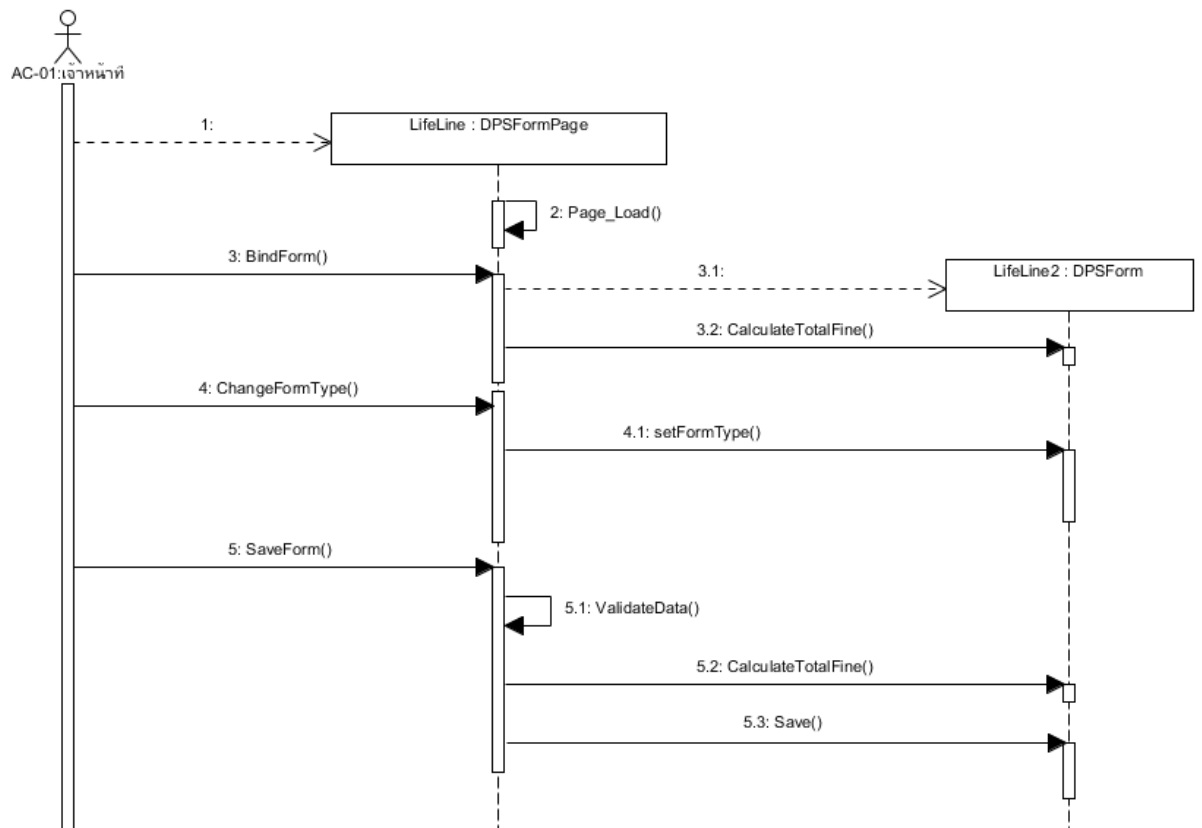 AC-01:เจ้าหน้าที่
1:
LifeLine : DPSFormPage
2: Page_Load()
3: BindForm()
3.1:
LifeLine2 : DPSForm
3.2: CalculateTotalFine()
4: ChangeFormType()
4.1: setFormType()
5: SaveForm()
5.1: ValidateData()
5.2: CalculateTotalFine()
5.3: Save()